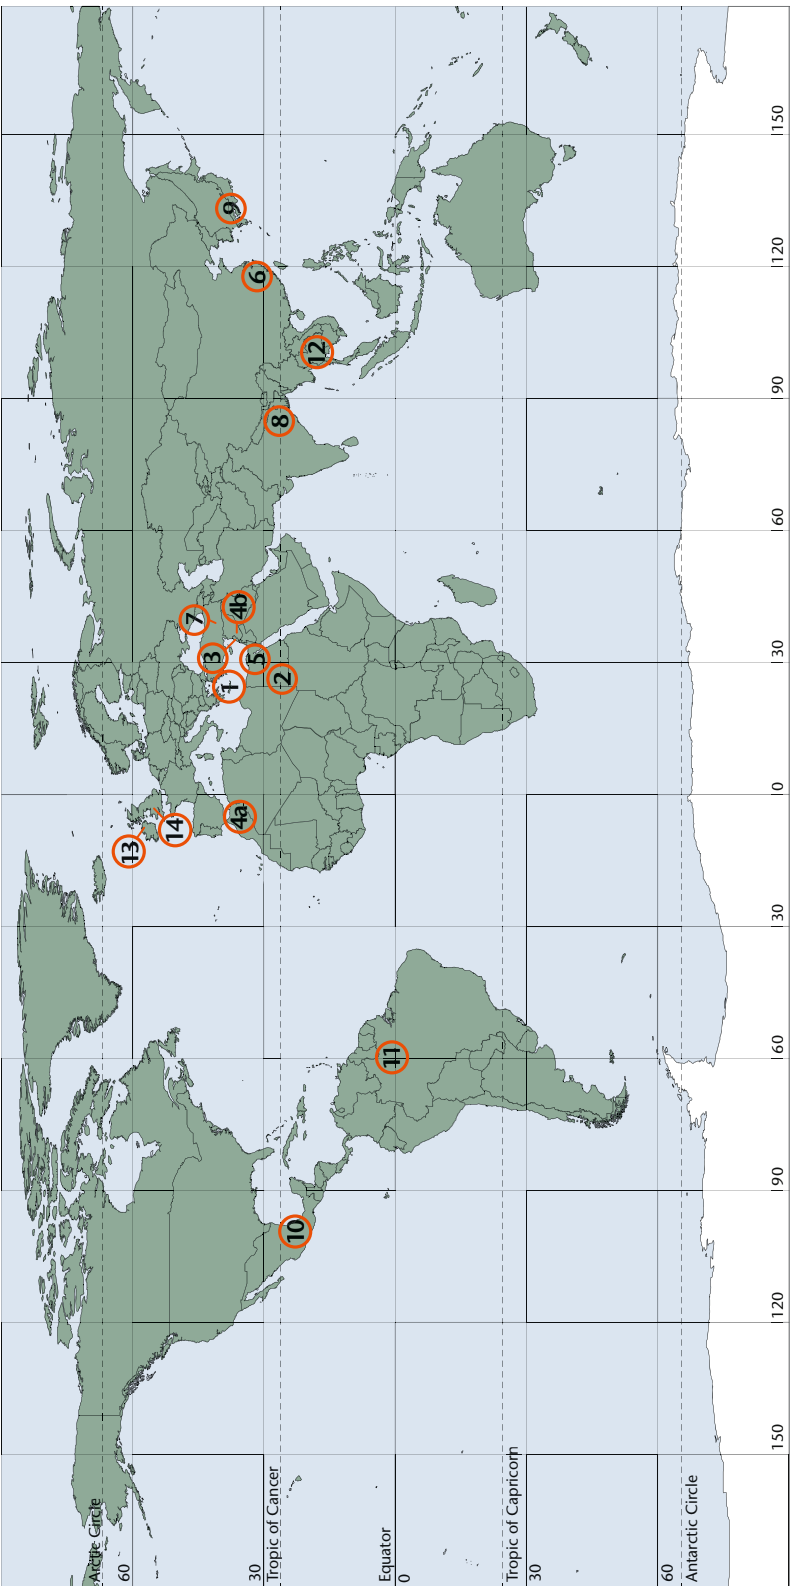 Arctic Circle
60
13
14
7
3
9
1
4a
4b
30
5
6
Tropic of Cancer
8
2
10
12
Equator
11
0
Tropic of Capricorn
30
60
Antarctic Circle
150 120 90 60 30 0 30 60 90 120 150